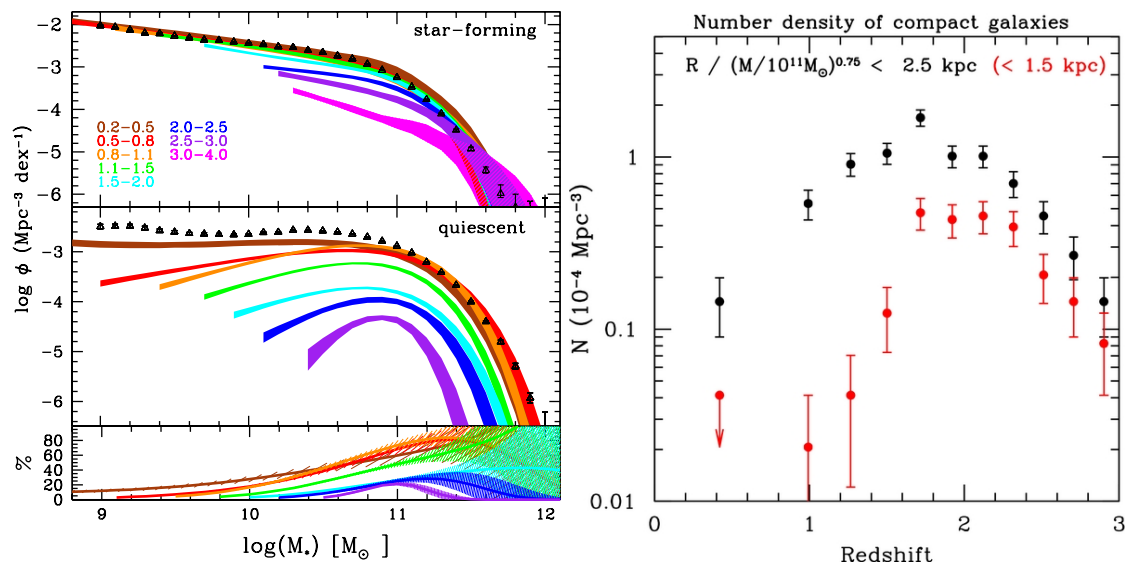 star-forming
0.2−0.5 2.0−2.5
0.5−0.8 2.5−3.0
0.8−1.1 3.0−4.0
1.1−1.5
1.5−2.0
-2
-3
-4
-5
-6
quiescent
-3
-4
-5
-6
log ϕ (Mpc⁻³ dex⁻¹)
80
60
40
20
0
%
9 10 11 12
log(M⁎) [M⊙ ]
Number density of compact galaxies
R / (M/10¹¹M⊙)⁰·⁷⁵ < 2.5 kpc (< 1.5 kpc)
1
0.1
0.01
N (10⁻⁴ Mpc⁻³)
0 1 2 3
Redshift